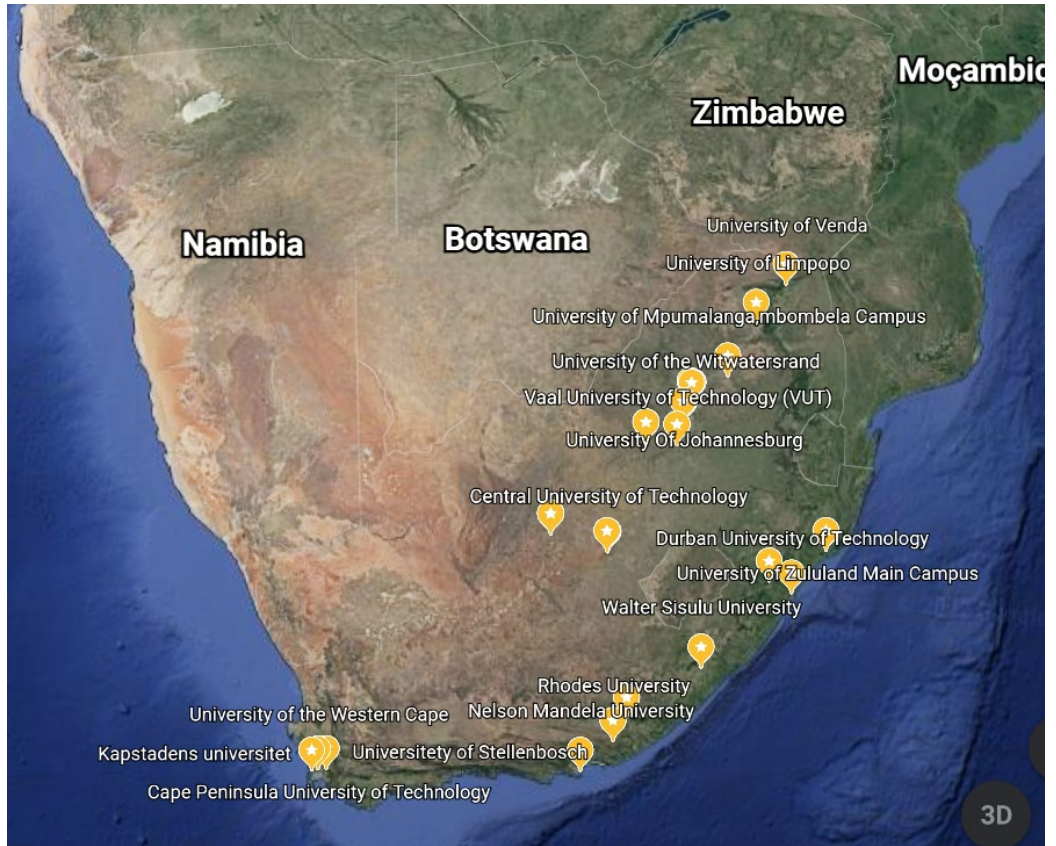 Moçambic
Zimbabwe
University of Venda
Namibia
Botswana
University of Limpopo
University of Mpumalanga,mbombela Campus
University of the Witwatersrand
Vaal University of Technology (VUT)
University Of Johannesburg
Central University of Technology
Durban University of Technology
University of Zululand Main Campus
Walter Sisulu University
Rhodes University
Nelson Mandela University
University of the Western Cape
Kapstadens universitet
Universitety of Stellenbosch
Cape Peninsula University of Technology
3D